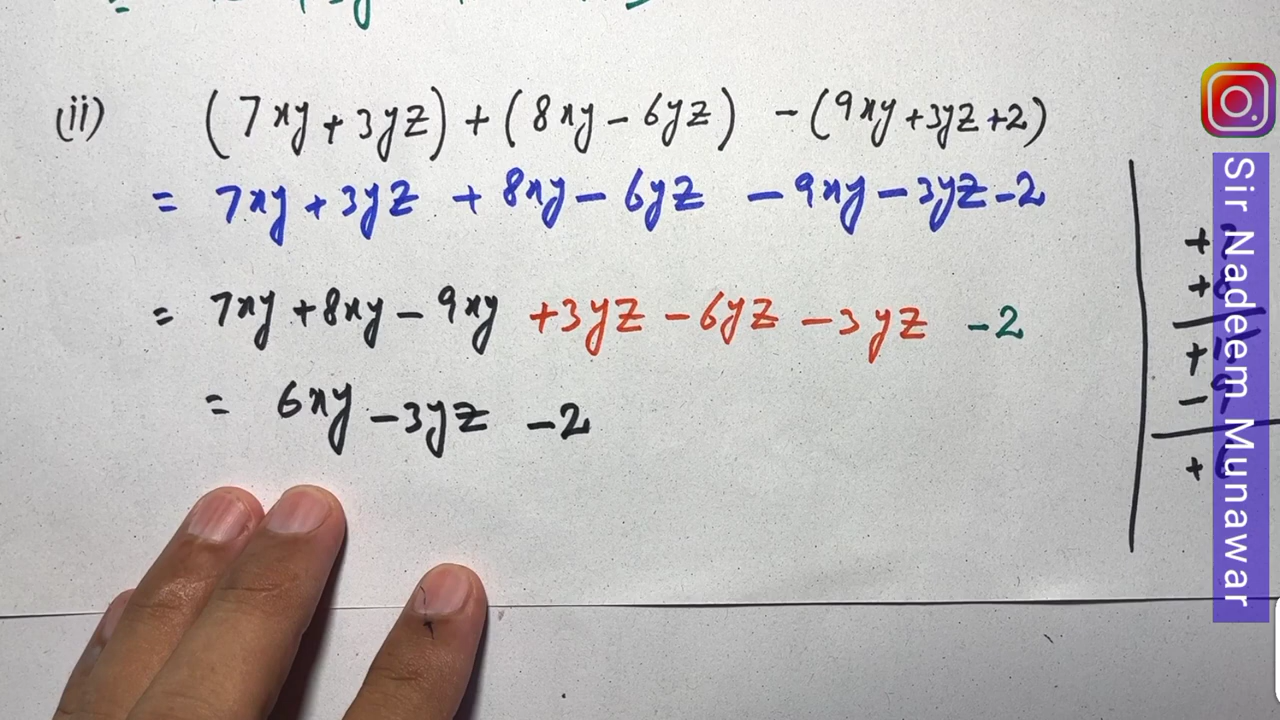 (ii) (7xy + 3yz) + (8xy - 6yz) - (9xy + 3yz + 2)
= 7xy + 3yz + 8xy - 6yz - 9xy - 3yz - 2
= 7xy + 8xy - 9xy + 3yz - 6yz - 3yz - 2
= 6xy - 3yz - 2
Sir Nadeem Munawar